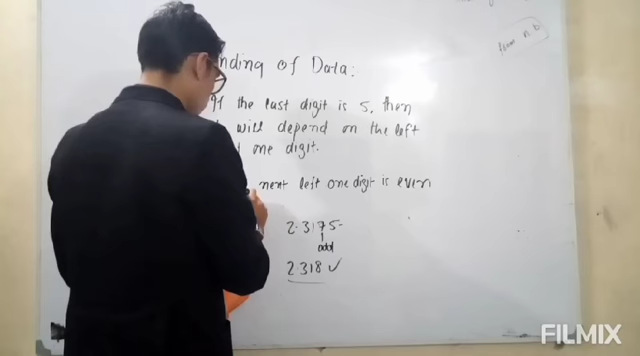 nding of Data:
If the last digit is 5, then
will depend on the left
one digit.
next left one digit is even
2.3175
odd
2.318 ✓
FILMIX